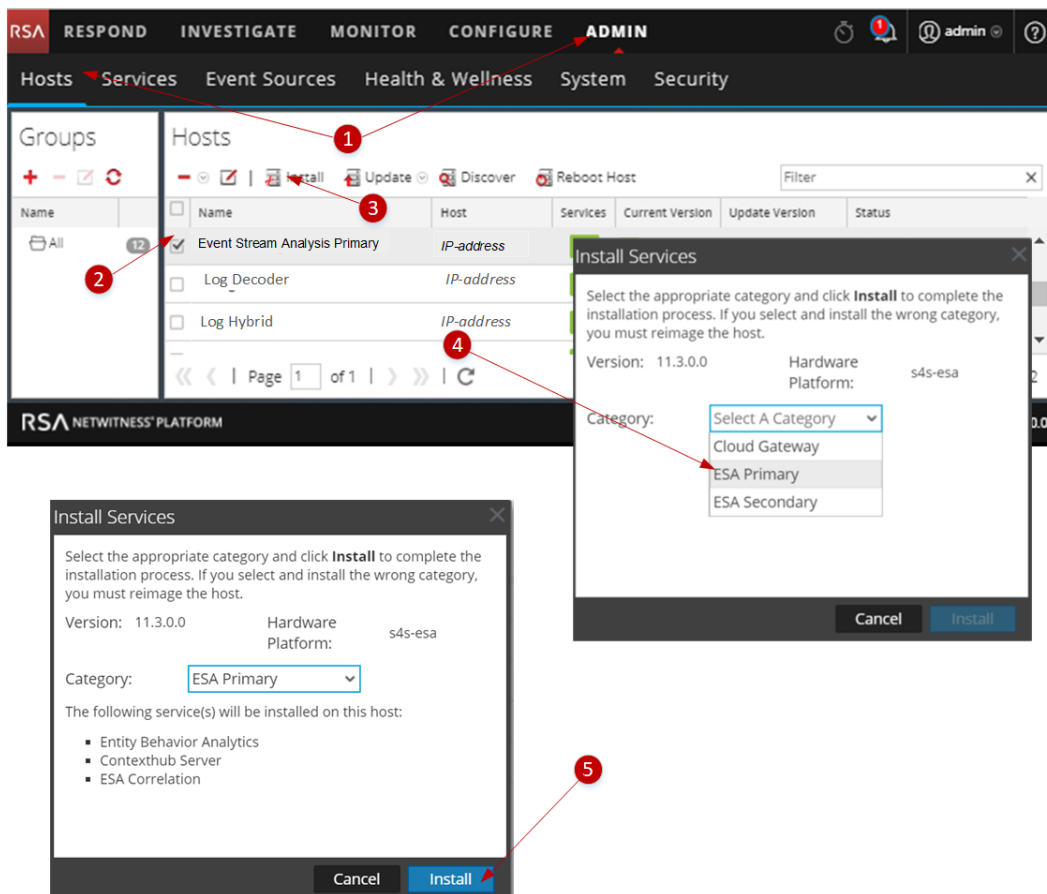 RSA RESPOND INVESTIGATE MONITOR CONFIGURE ADMIN 1 admin ?
Hosts Services Event Sources Health & Wellness System Security
Groups
Hosts
1
Install Update Discover Reboot Host Filter
3
Name
Name Host Services Current Version Update Version Status
All 12
Event Stream Analysis Primary IP-address
2
Log Decoder IP-address
Log Hybrid IP-address
4
Page 1 of 1
2
RSA NETWITNESS® PLATFORM
0.0
Install Services
Select the appropriate category and click Install to complete the
installation process. If you select and install the wrong category,
you must reimage the host.
Version: 11.3.0.0 Hardware
Platform: s4s-esa
Category: Select A Category
Cloud Gateway
ESA Primary
ESA Secondary
Cancel Install
Install Services
Select the appropriate category and click Install to complete the
installation process. If you select and install the wrong category,
you must reimage the host.
Version: 11.3.0.0 Hardware
Platform: s4s-esa
Category: ESA Primary
The following service(s) will be installed on this host:
▪ Entity Behavior Analytics
▪ Contexthub Server
▪ ESA Correlation
5
Cancel Install